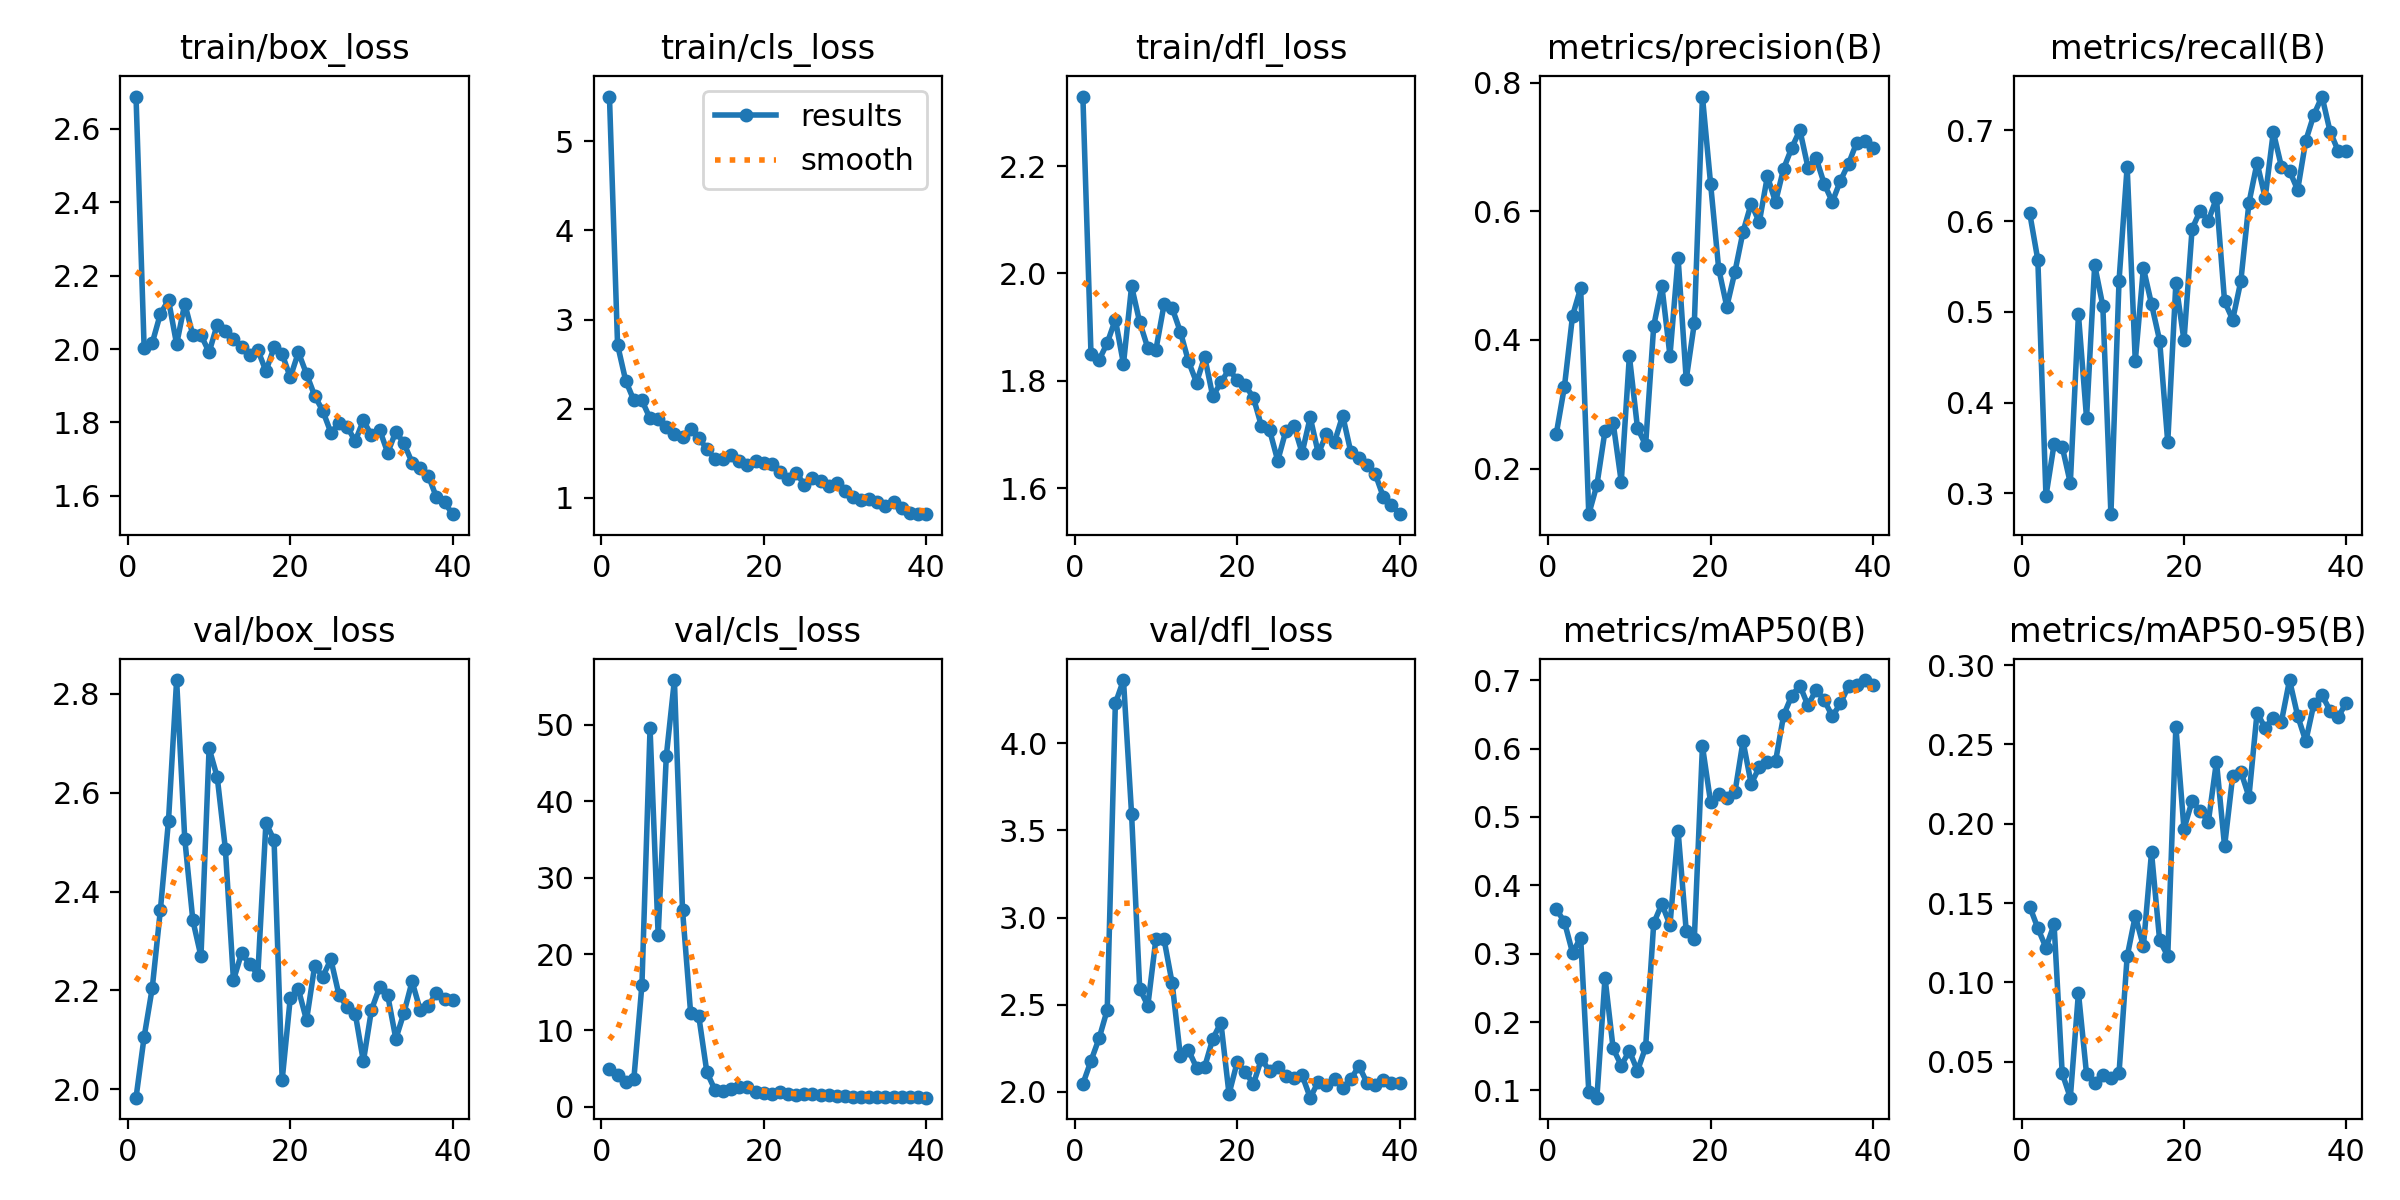 train/box_loss
2.6
2.4
2.2
2.0
1.8
1.6
0 20 40
train/cls_loss
results
smooth
5
4
3
2
1
0 20 40
train/dfl_loss
2.2
2.0
1.8
1.6
0 20 40
metrics/precision(B)
0.8
0.6
0.4
0.2
0 20 40
metrics/recall(B)
0.7
0.6
0.5
0.4
0.3
0 20 40
val/box_loss
2.8
2.6
2.4
2.2
2.0
0 20 40
val/cls_loss
50
40
30
20
10
0
0 20 40
val/dfl_loss
4.0
3.5
3.0
2.5
2.0
0 20 40
metrics/mAP50(B)
0.7
0.6
0.5
0.4
0.3
0.2
0.1
0 20 40
metrics/mAP50-95(B)
0.30
0.25
0.20
0.15
0.10
0.05
0 20 40